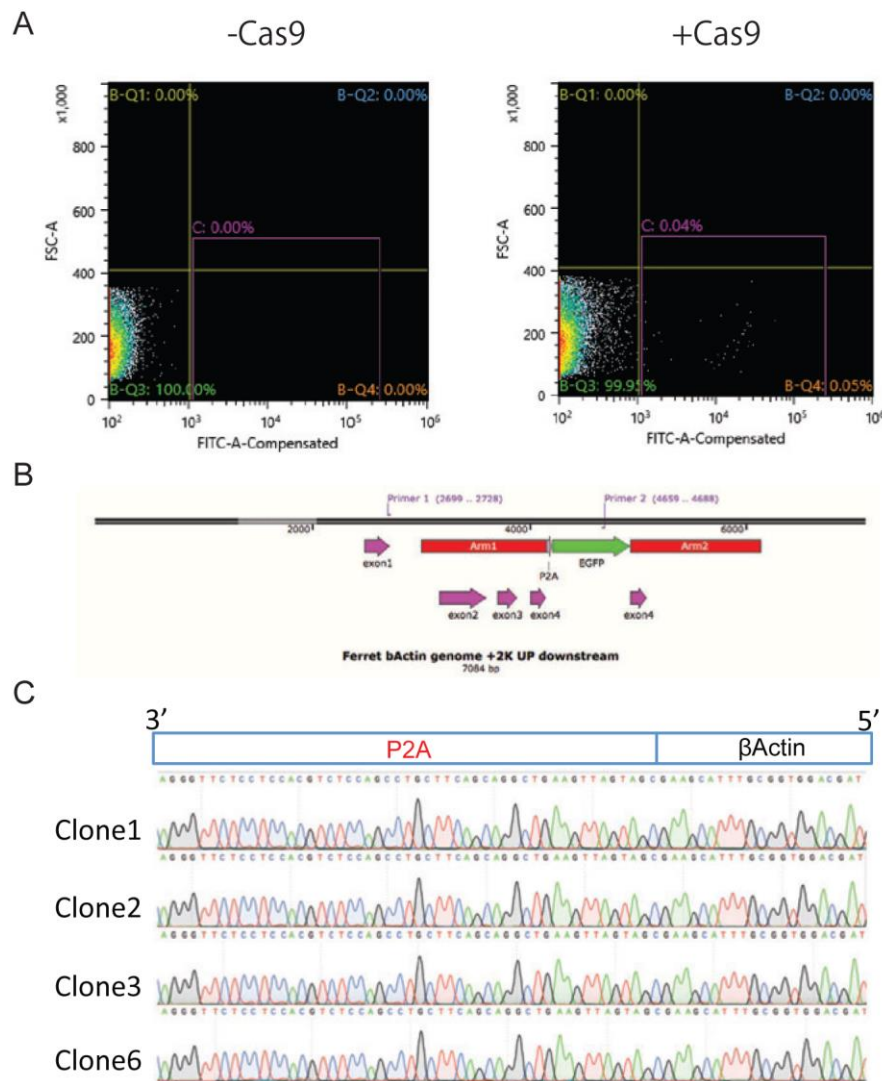 A
-Cas9
+Cas9
x1,000
B-Q1: 0.00%
B-Q2: 0.00%
800
600
C: 0.00%
FSC-A
400
200
B-Q3: 100.00%
B-Q4: 0.00%
0
10² 10³ 10⁴ 10⁵ 10⁶
FITC-A-Compensated
x1,000
B-Q1: 0.00%
B-Q2: 0.00%
800
600
C: 0.04%
FSC-A
400
200
B-Q3: 99.95%
B-Q4: 0.05%
0
10² 10³ 10⁴ 10⁵ 10⁶
FITC-A-Compensated
B
Primer 1 (2699 .. 2728)
Primer 2 (4659 .. 4688)
2000 4000 6000
exon1
Arm1
P2A
EGFP
Arm2
exon2
exon3
exon4
exon4
Ferret bActin genome +2K UP downstream
7084 bp
C
3’
5’
P2A
βActin
AGGGTTCTCCTCCACGTCTCCAGCCTGCTTCAGCAGGCTGAAGTTAGTAGCGAAGCATTTGCGGTGGACGAT
Clone1
AGGGTTCTCCTCCACGTCTCCAGCCTGCTTCAGCAGGCTGAAGTTAGTAGCGAAGCATTTGCGGTGGACGAT
Clone2
AGGGTTCTCCTCCACGTCTCCAGCCTGCTTCAGCAGGCTGAAGTTAGTAGCGAAGCATTTGCGGTGGACGAT
Clone3
AGGGTTCTCCTCCACGTCTCCAGCCTGCTTCAGCAGGCTGAAGTTAGTAGCGAAGCATTTGCGGTGGACGAT
Clone6